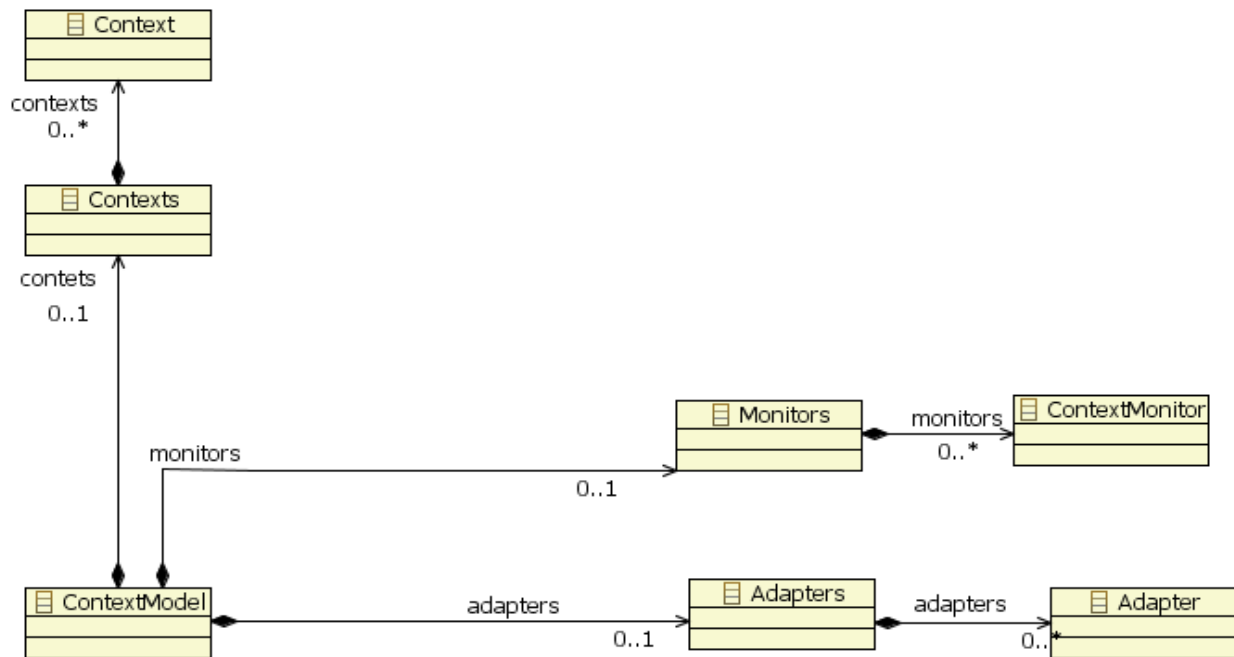 Context
contexts
0..*
Contexts
contets
0..1
Monitors
monitors
0..*
ContextMonitor
monitors
0..1
ContextModel
adapters
0..1
Adapters
adapters
0..*
Adapter